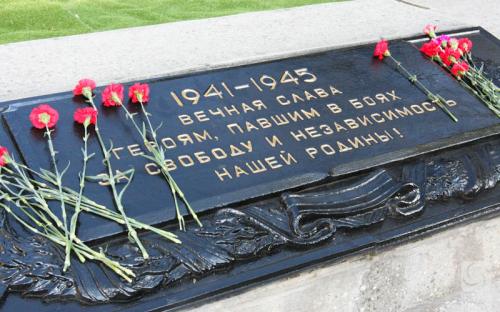 1941–1945
ВЕЧНАЯ СЛАВА
ГЕРОЯМ, ПАВШИМ В БОЯХ
ЗА СВОБОДУ И НЕЗАВИСИМОСТЬ
НАШЕЙ РОДИНЫ!